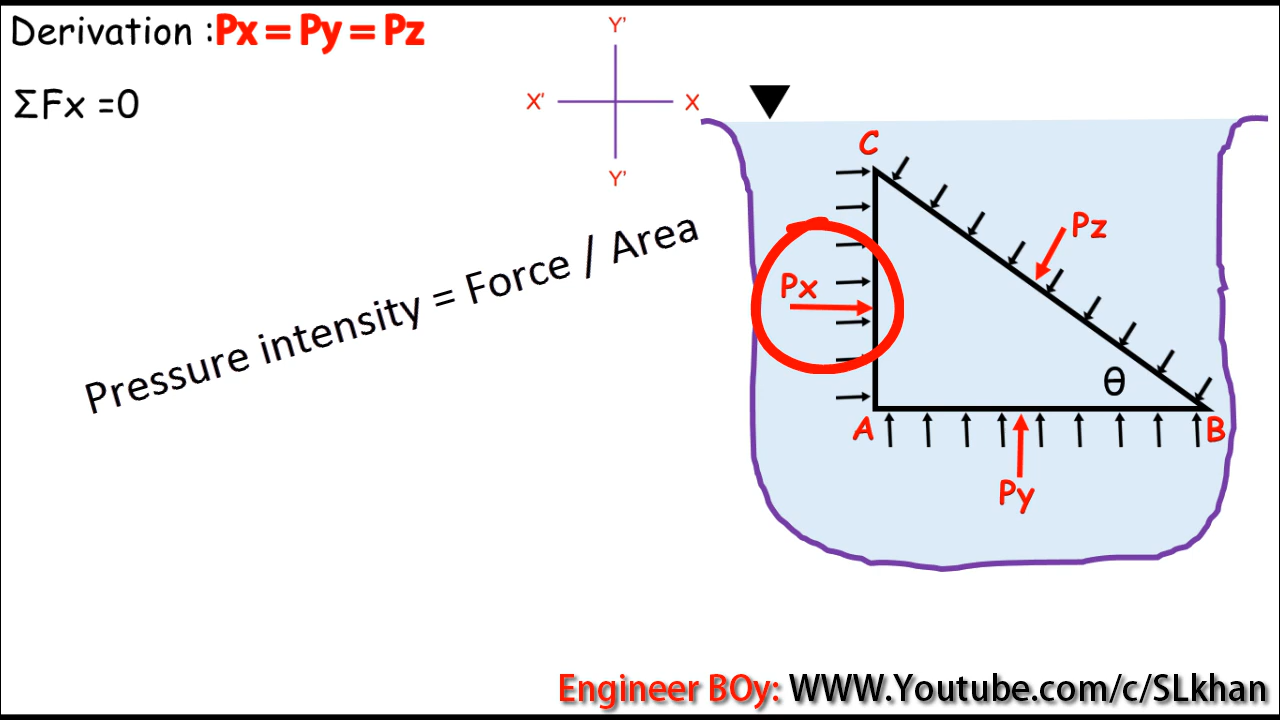 Derivation :Px = Py = Pz
ΣFx =0
Y'
X'
X
Y'
Pressure intensity = Force / Area
C
Pz
Px
θ
A
B
Py
Engineer BOy: WWW.Youtube.com/c/SLkhan